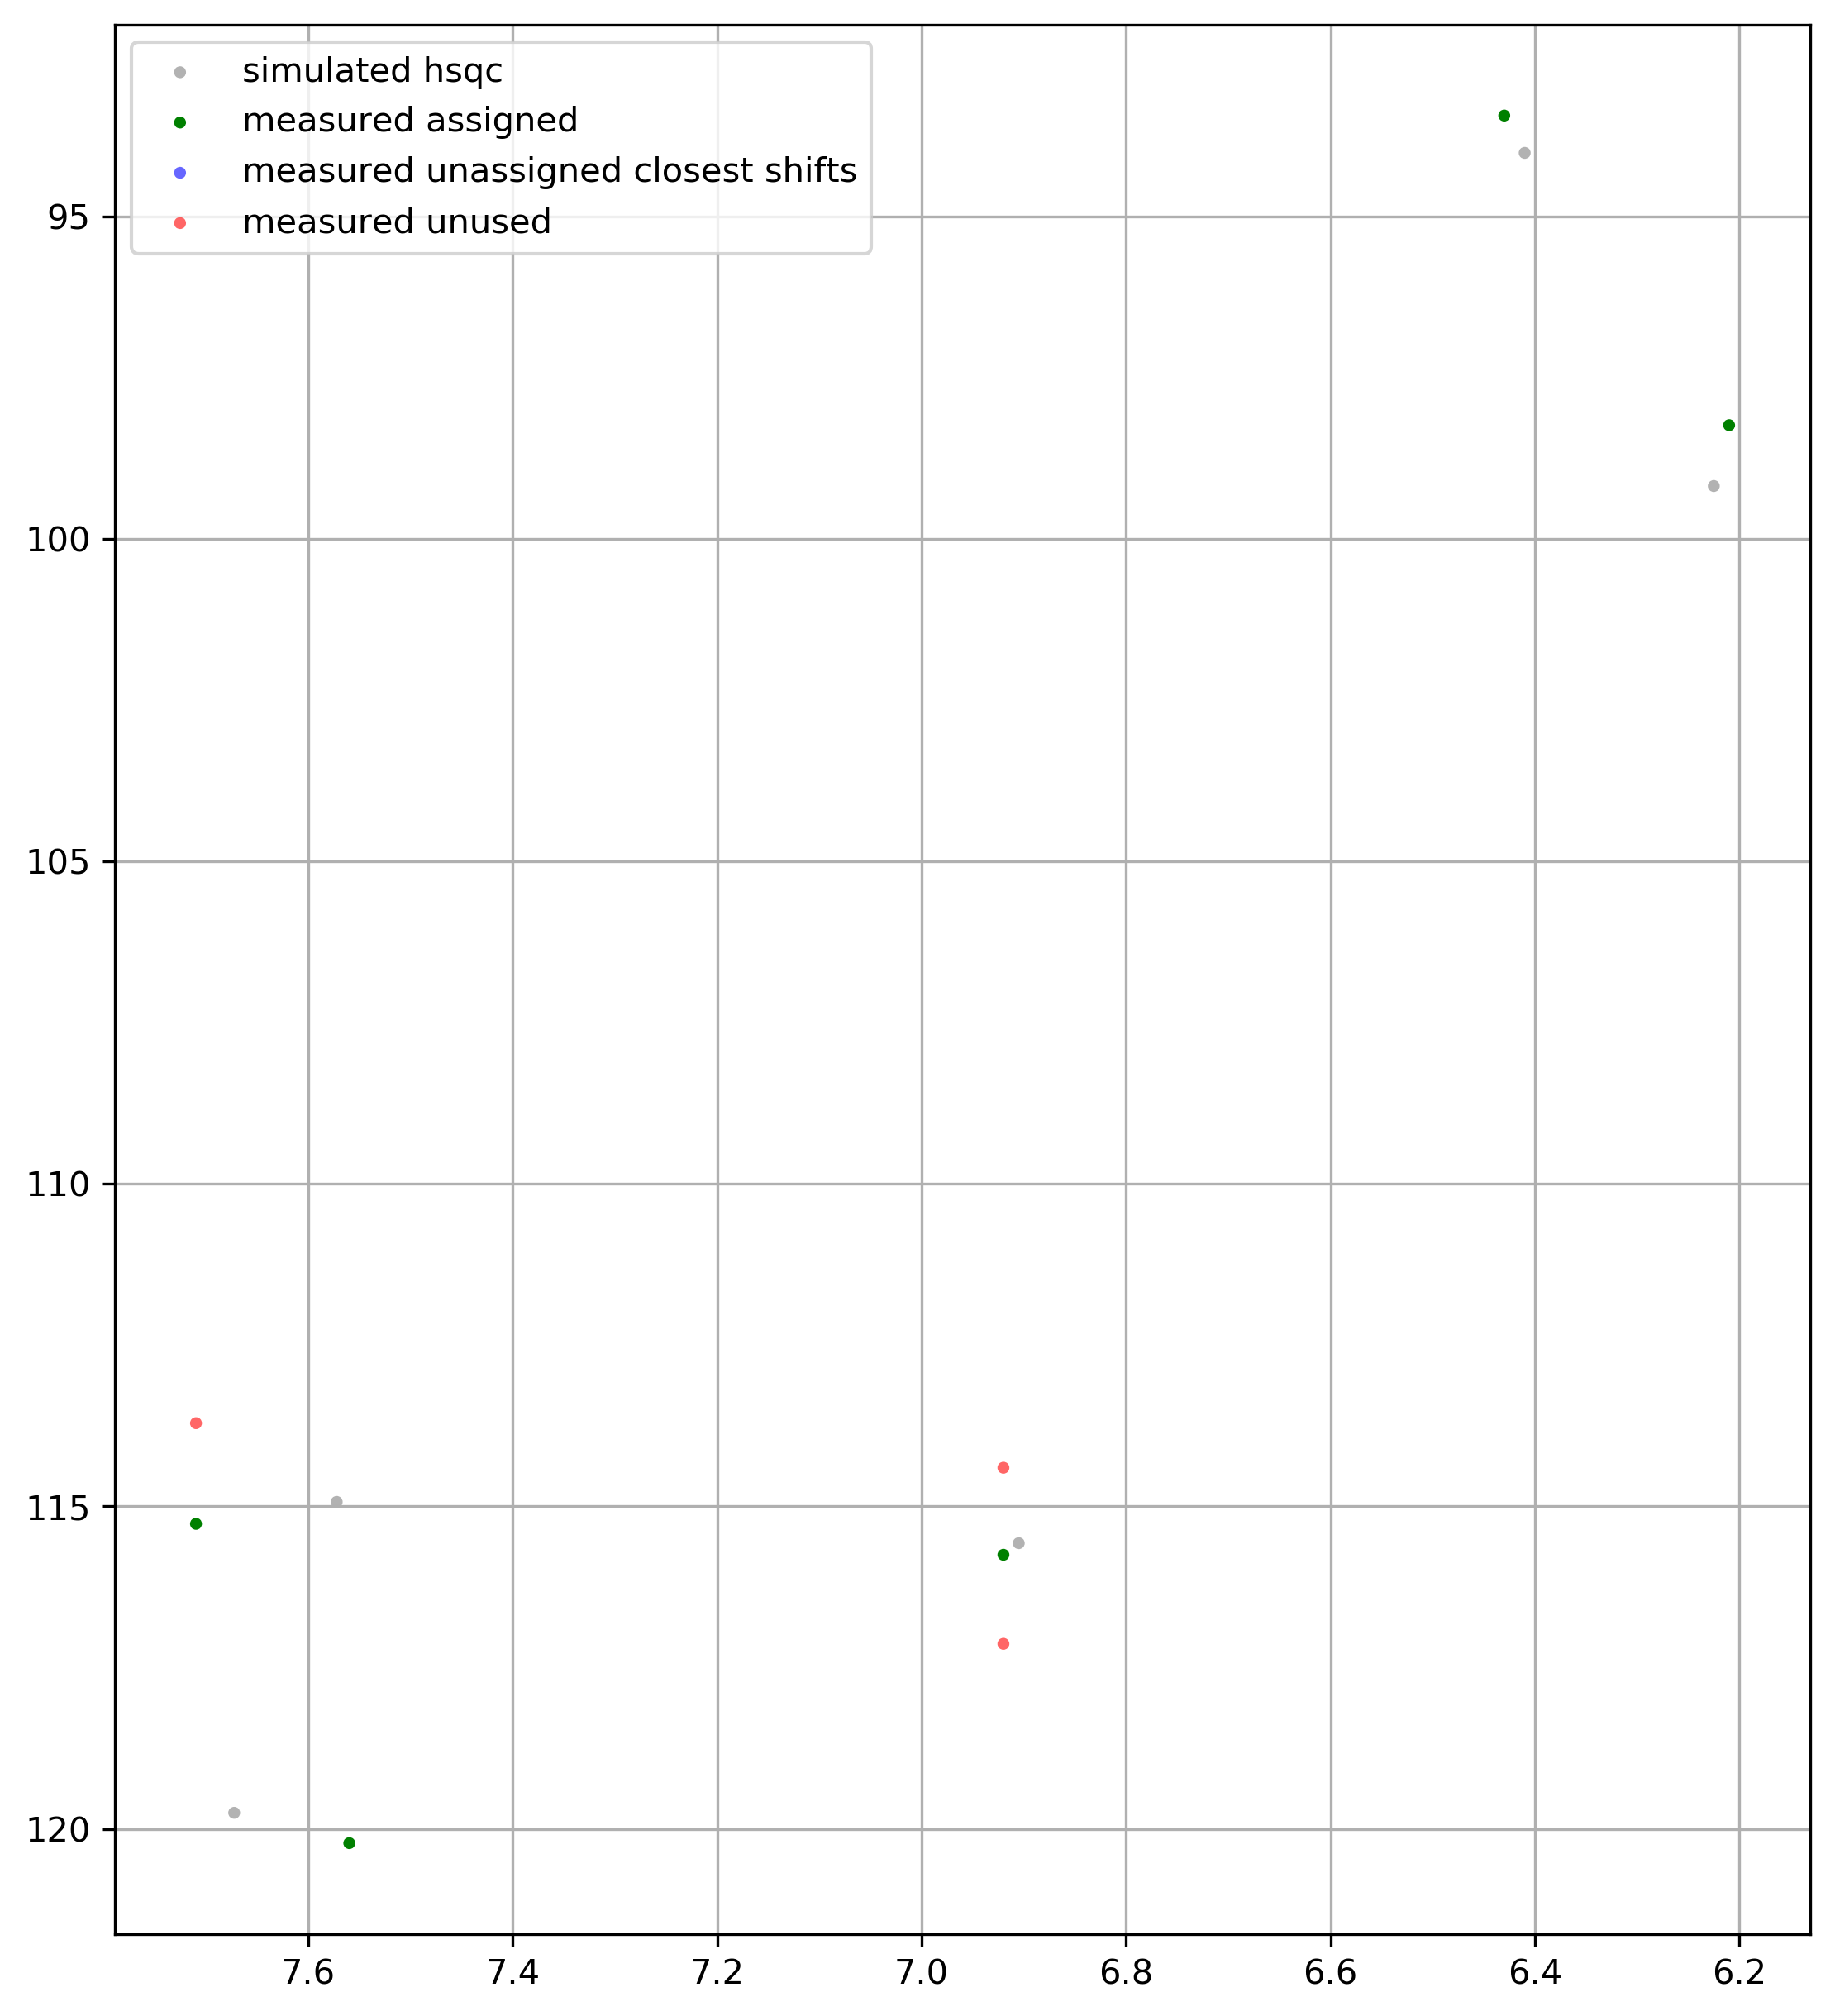 simulated hsqc
measured assigned
measured unassigned closest shifts
measured unused
95
100
105
110
115
120
7.6 7.4 7.2 7.0 6.8 6.6 6.4 6.2